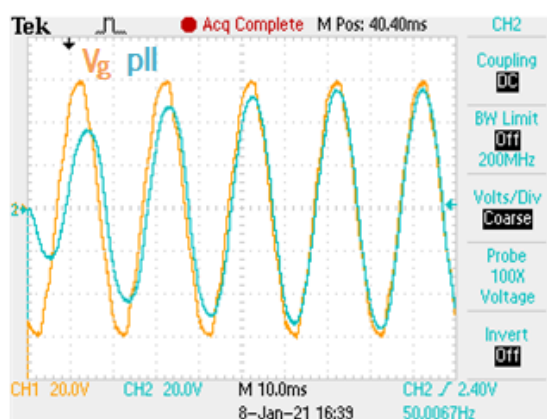 Tek Acq Complete M Pos: 40.40ms CH2
Vg pll
Coupling
DC
BW Limit
Off
200MHz
2
Volts/Div
Coarse
Probe
100X
Voltage
Invert
Off
CH1 20.0V CH2 20.0V M 10.0ms CH2 / 2.40V
8-Jan-21 16:39 50.0067Hz